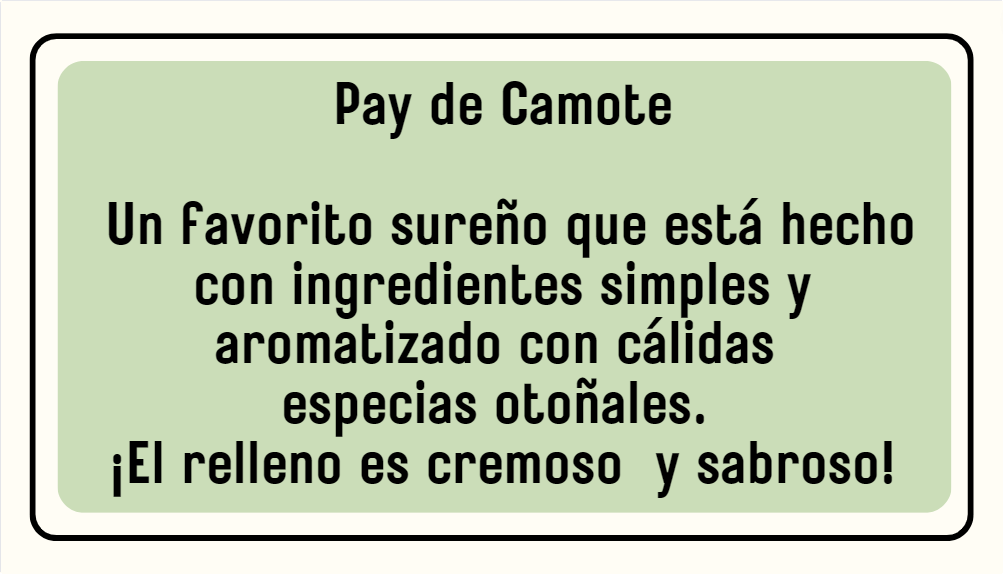 Pay de Camote
Un favorito sureño que está hecho
con ingredientes simples y
aromatizado con cálidas
especias otoñales.
¡El relleno es cremoso  y sabroso!